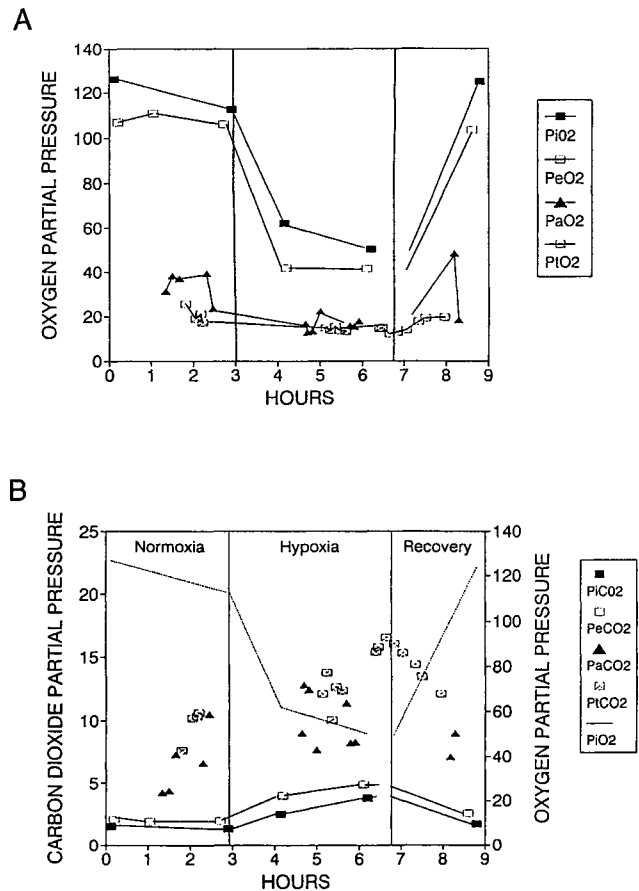 A
OXYGEN PARTIAL PRESSURE
140
120
100
80
60
40
20
0
0 1 2 3 4 5 6 7 8 9
HOURS
Pi02
PeO2
PaO2
PtO2
B
CARBON DIOXIDE PARTIAL PRESSURE
25
20
15
10
5
0
Normoxia Hypoxia Recovery
140
120
100
80
60
40
20
0
OXYGEN PARTIAL PRESSURE
0 1 2 3 4 5 6 7 8 9
HOURS
PiC02
PeCO2
PaCO2
PtCO2
PiO2